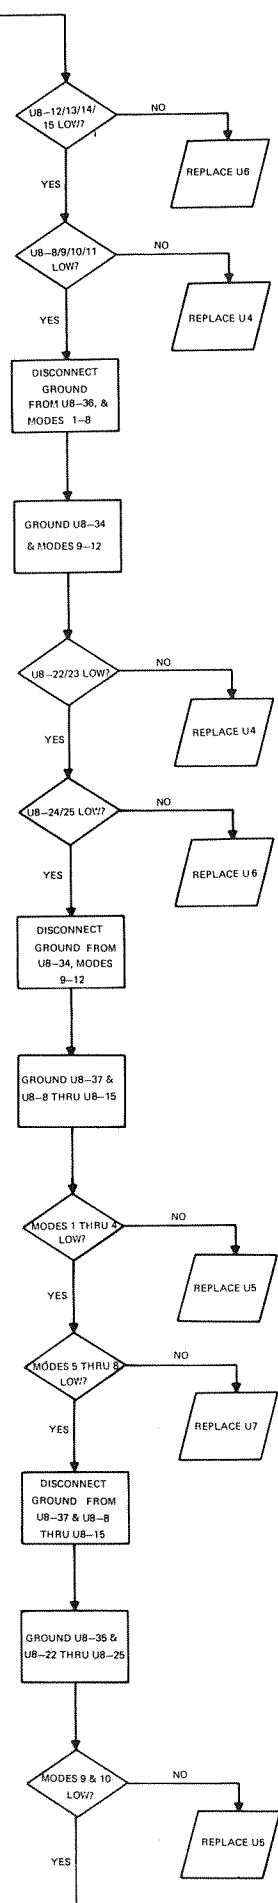 U8-12/13/14/
15 LOW?
NO
YES
REPLACE U6
U8-8/9/10/11
LOW?
NO
YES
REPLACE U4
DISCONNECT
GROUND
FROM U8-36, &
MODES 1-8
GROUND U8-34
& MODES 9-12
U8-22/23 LOW?
NO
YES
REPLACE U4
U8-24/25 LOW?
NO
YES
REPLACE U6
DISCONNECT
GROUND FROM
U8-34, MODES
9-12
GROUND U8-37 &
U8-8 THRU U8-15
MODES 1 THRU 4
LOW?
NO
YES
REPLACE U5
MODES 5 THRU 8
LOW?
NO
YES
REPLACE U7
DISCONNECT
GROUND FROM
U8-37 & U8-8
THRU U8-15
GROUND U8-35 &
U8-22 THRU U8-25
MODES 9 & 10
LOW?
NO
YES
REPLACE U5